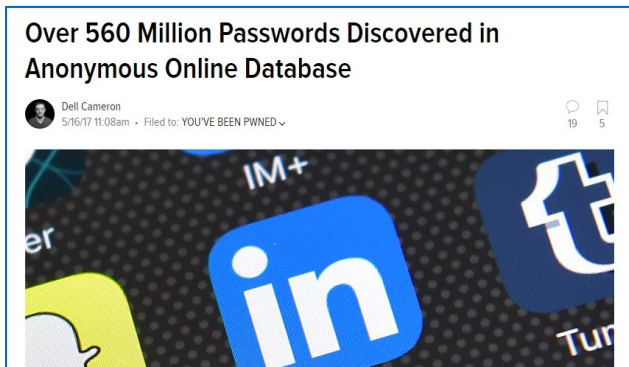 Over 560 Million Passwords Discovered in
Anonymous Online Database
Dell Cameron
5/16/17 11:08am • Filed to: YOU'VE BEEN PWNED
19 5
IM+
er
in
t
Tum